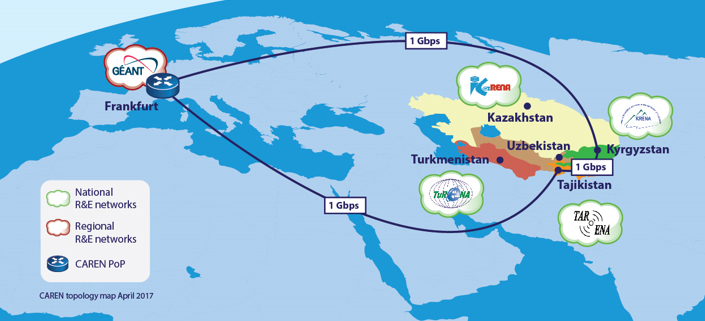 1 Gbps
GÉANT
Frankfurt
KazRENA
Kazakhstan
KRENA
Uzbekistan
Kyrgyzstan
Turkmenistan
1 Gbps
Tajikistan
TuRENA
1 Gbps
TARENA
National
R&E networks
Regional
R&E networks
CAREN PoP
CAREN topology map April 2017